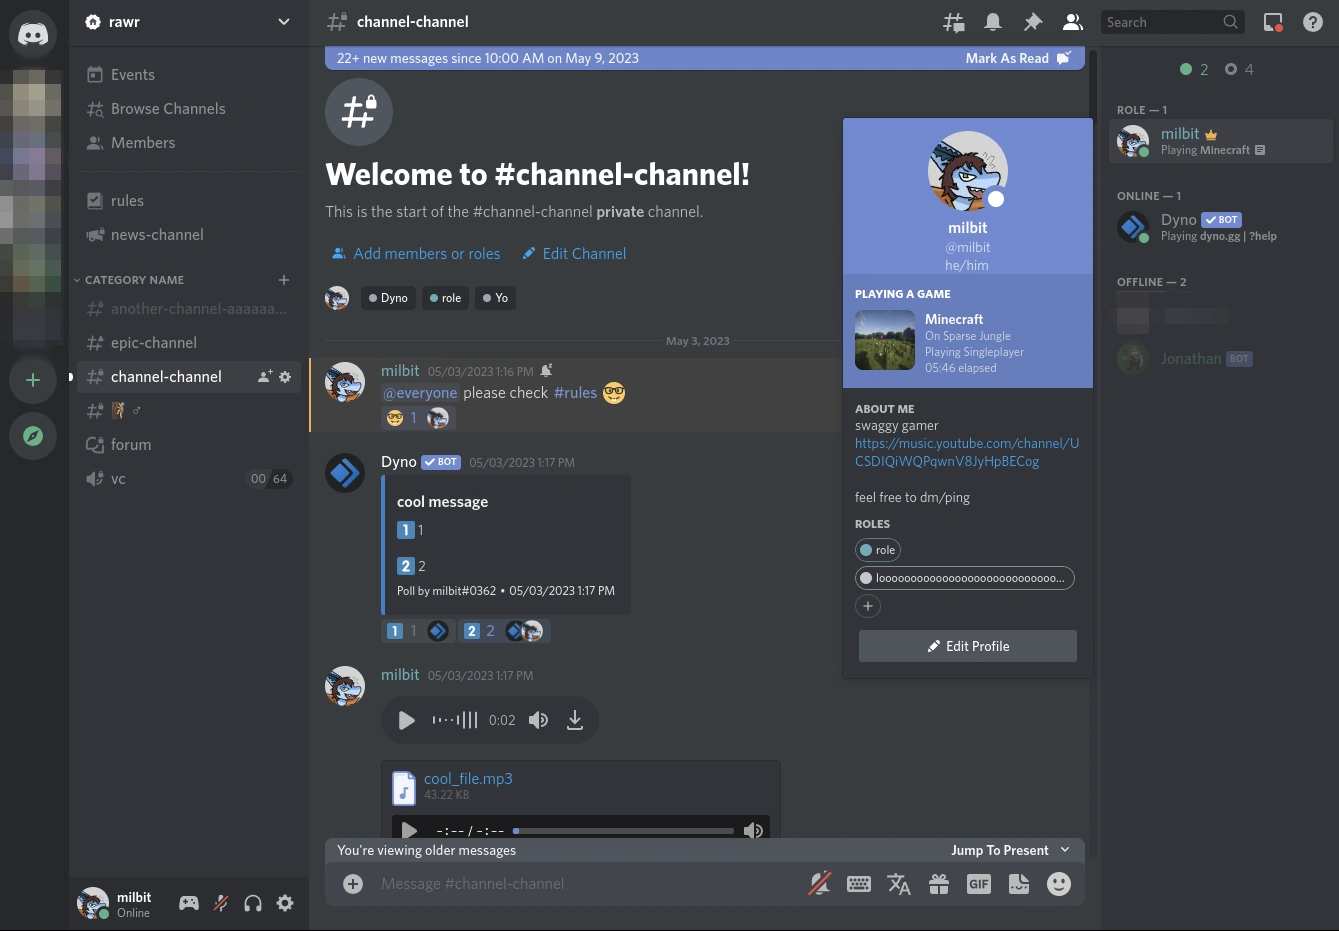 rawr
Events
Browse Channels
Members
rules
news-channel
CATEGORY NAME
another-channel-aaaaaa...
epic-channel
channel-channel
forum
vc
00 64
milbit
Online
channel-channel
Search
22+ new messages since 10:00 AM on May 9, 2023
Mark As Read
Welcome to #channel-channel!
This is the start of the #channel-channel private channel.
Add members or roles
Edit Channel
Dyno
role
Yo
May 3, 2023
milbit 05/03/2023 1:16 PM
@everyone please check #rules 🤓
🤓 1
Dyno ✓ BOT 05/03/2023 1:17 PM
cool message
1 1
2 2
Poll by milbit#0362 • 05/03/2023 1:17 PM
1 1
2 2
milbit 05/03/2023 1:17 PM
0:02
cool_file.mp3
43.22 KB
-:-- / -:--
You're viewing older messages
Jump To Present
Message #channel-channel
GIF
milbit
@milbit
he/him
PLAYING A GAME
Minecraft
On Sparse Jungle
Playing Singleplayer
05:46 elapsed
ABOUT ME
swaggy gamer
https://music.youtube.com/channel/U
CSDIQiWQPqwnV8JyHpBECog
feel free to dm/ping
ROLES
role
looooooooooooooooooooooooooooo...
Edit Profile
2
4
ROLE — 1
milbit
Playing Minecraft
ONLINE — 1
Dyno ✓ BOT
Playing dyno.gg | ?help
OFFLINE — 2
Jonathan BOT